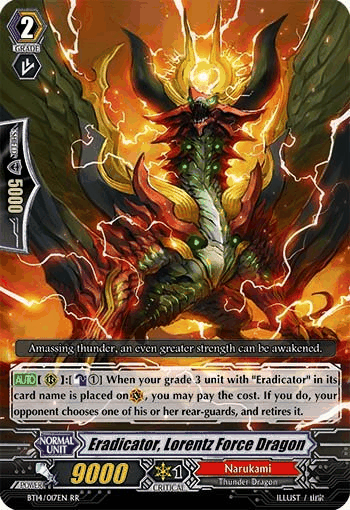 2
GRADE
SHIELD
5000
Amassing thunder, an even greater strength can be awakened.
AUTO [ 1:[ ① ] When your grade 3 unit with "Eradicator" in its
card name is placed on , you may pay the cost. If you do, your
opponent chooses one of his or her rear-guards, and retires it.
NORMAL
UNIT
Eradicator, Lorentz Force Dragon
POWER
9000
1
CRITICAL
Narukami
Thunder Dragon
BT14/017EN RR
ILLUST /